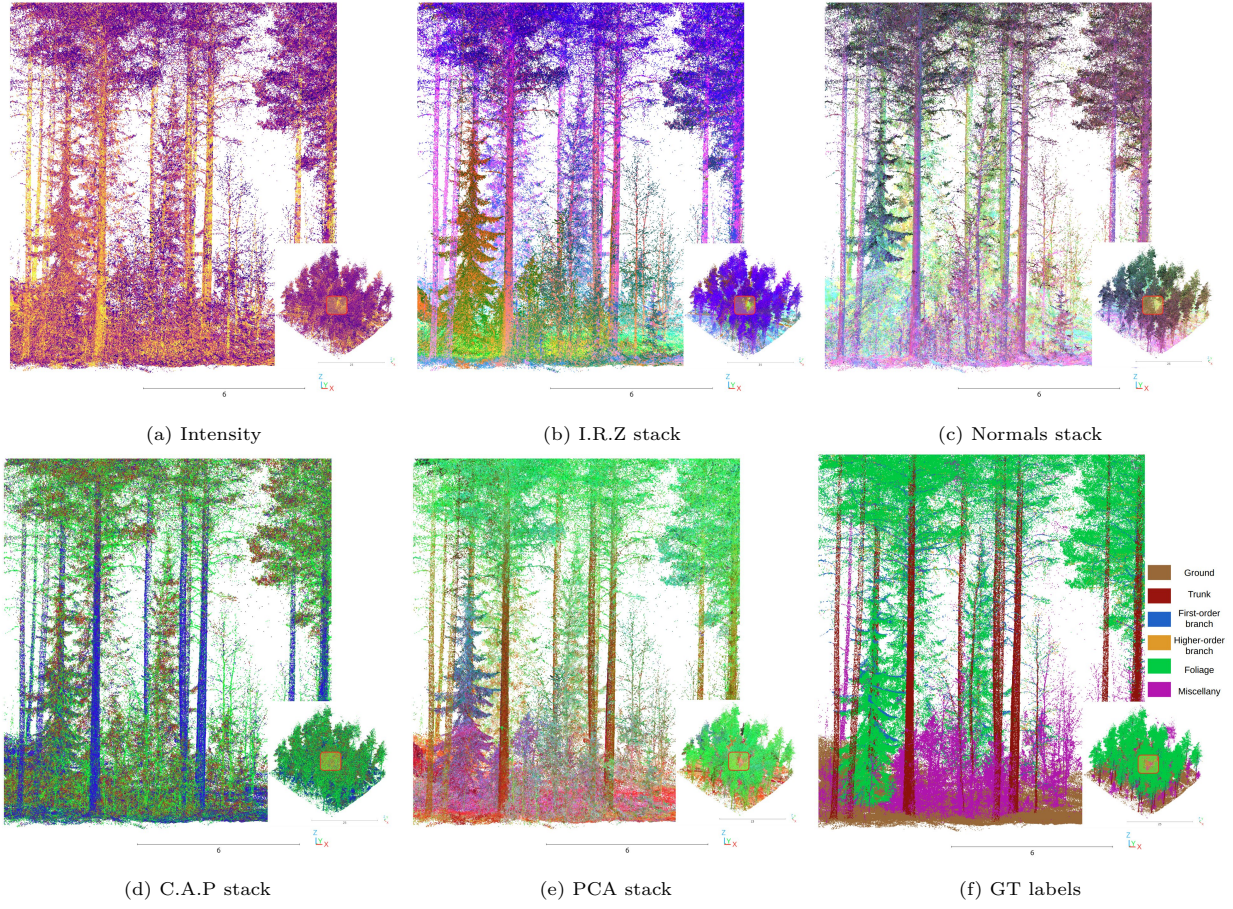 6
Z
Y
X
(a) Intensity
6
Z
Y
X
(b) I.R.Z stack
6
Z
Y
X
(c) Normals stack
6
Z
Y
X
(d) C.A.P stack
6
Z
Y
X
(e) PCA stack
Ground
Trunk
First-order
branch
Higher-order
branch
Foliage
Miscellany
6
Z
Y
X
(f) GT labels